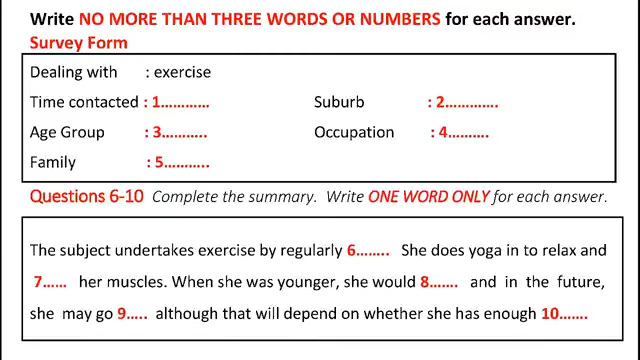 Write NO MORE THAN THREE WORDS OR NUMBERS for each answer.
Survey Form
Dealing with : exercise
Time contacted : 1………… Suburb : 2………….
Age Group : 3……….. Occupation : 4……….
Family : 5………..
Questions 6-10 Complete the summary. Write ONE WORD ONLY for each answer.
The subject undertakes exercise by regularly 6…….. She does yoga in to relax and
7…… her muscles. When she was younger, she would 8……. and in the future,
she may go 9….. although that will depend on whether she has enough 10…….